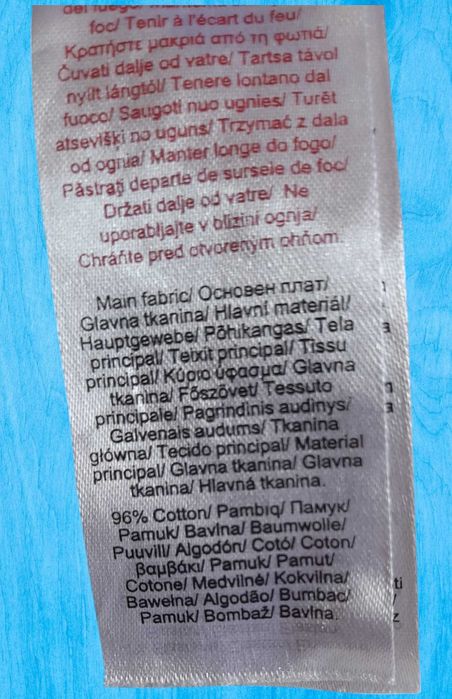 del fuego/
foc/ Tenir à l'écart du feu/
Κρατήστε μακριά από τη φωτιά/
Čuvati dalje od vatre/ Tartsa távol
nyílt lángtól/ Tenere lontano dal
fuoco/ Saugoti nuo ugnies/ Turēt
atsevišķi no uguns/ Trzymać z dala
od ognia/ Manter longe do fogo/
Păstraţi departe de sursele de foc/
Držati dalje od vatre/ Ne
uporabljajte v bližini ognja/
Chráňte pred otvoreným ohňom.
Main fabric/ Основен плат/
Glavna tkanina/ Hlavní materiál/
Hauptgewebe/ Põhikangas/ Tela
principal/ Teixit principal/ Tissu
principal/ Κύριο ύφασμα/ Glavna
tkanina/ Főszövet/ Tessuto
principale/ Pagrindinis audinys/
Galvenais audums/ Tkanina
główna/ Tecido principal/ Material
principal/ Glavna tkanina/ Glavna
tkanina/ Hlavná tkanina.
96% Cotton/ Pambiq/ Памук/
Pamuk/ Bavlna/ Baumwolle/
Puuvill/ Algodón/ Cotó/ Coton/
βαμβάκι/ Pamuk/ Pamut/
Cotone/ Medvilnė/ Kokvilna/
Bawełna/ Algodão/ Bumbac/
Pamuk/ Bombaž/ Bavlna.